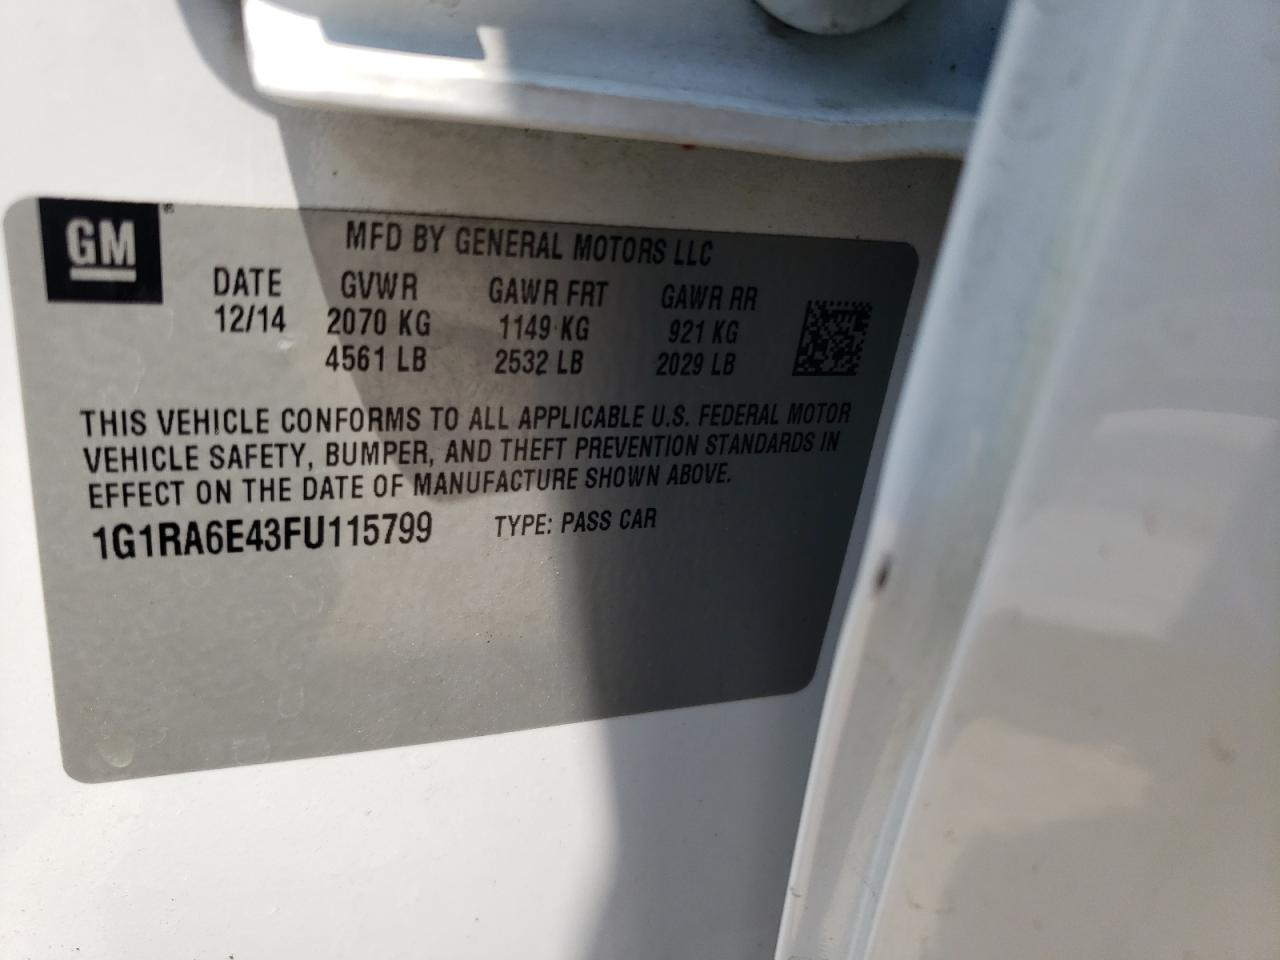 GM
MFD BY GENERAL MOTORS LLC
DATE GVWR GAWR FRT GAWR RR
12/14 2070 KG 1149 KG 921 KG
4561 LB 2532 LB 2029 LB
THIS VEHICLE CONFORMS TO ALL APPLICABLE U.S. FEDERAL MOTOR
VEHICLE SAFETY, BUMPER, AND THEFT PREVENTION STANDARDS IN
EFFECT ON THE DATE OF MANUFACTURE SHOWN ABOVE.
1G1RA6E43FU115799 TYPE: PASS CAR